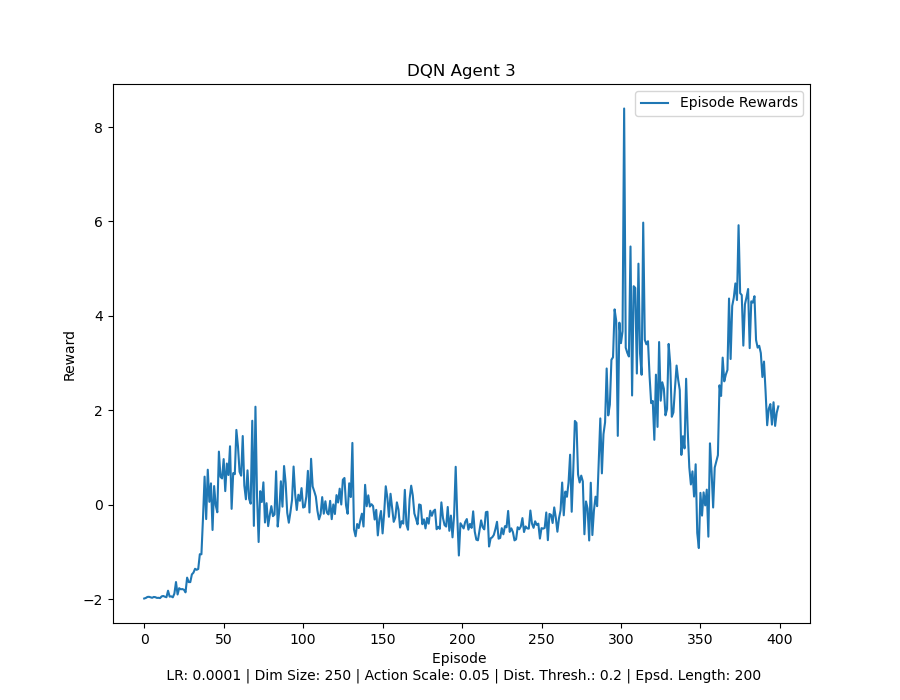 DQN Agent 3
Episode Rewards
8
6
4
2
0
−2
Reward
0 50 100 150 200 250 300 350 400
Episode
LR: 0.0001 | Dim Size: 250 | Action Scale: 0.05 | Dist. Thresh.: 0.2 | Epsd. Length: 200